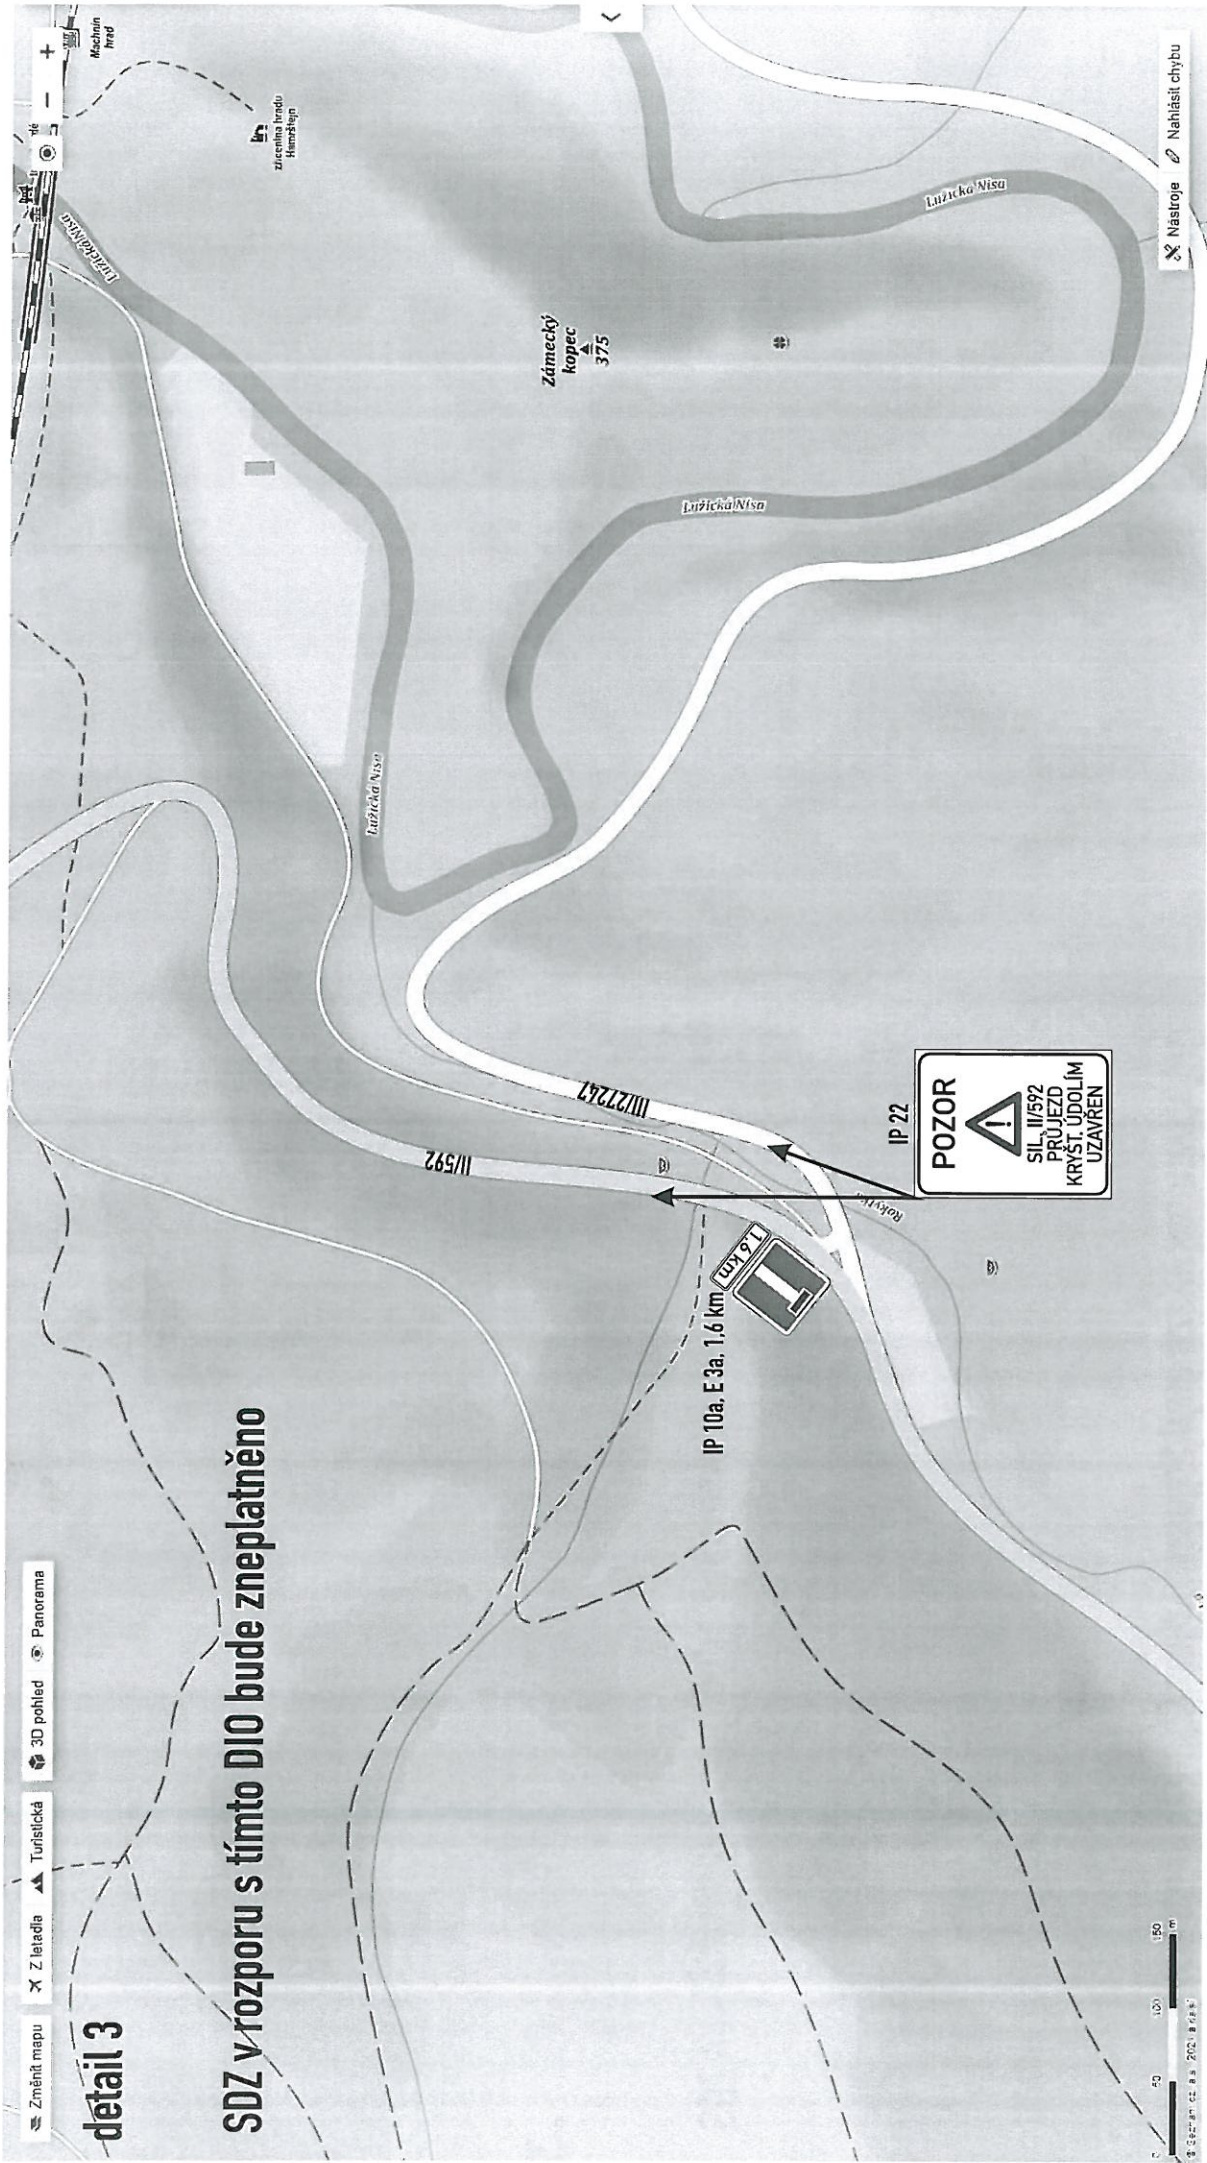 Změnit mapu
Z letadla
Turistická
3D pohled
Panorama
detail 3
SDZ v rozporu s tímto DIO bude zneplatněno
Machnín
hrad
zřícenina hradu
Hamrštejn
Lužická Nisa
Zámecký
kopec
375
Lužická Nisa
Lužická Nisa
Lužická Nisa
II/592
III/27247
IP 10a, E 3a, 1,6 km
1,6 km
IP 22
POZOR
!
SIL. II/592
PRŮJEZD
KRYŠT. ÚDOLÍM
UZAVŘEN
Nástroje
Nahlásit chybu
0 50 100 150
m